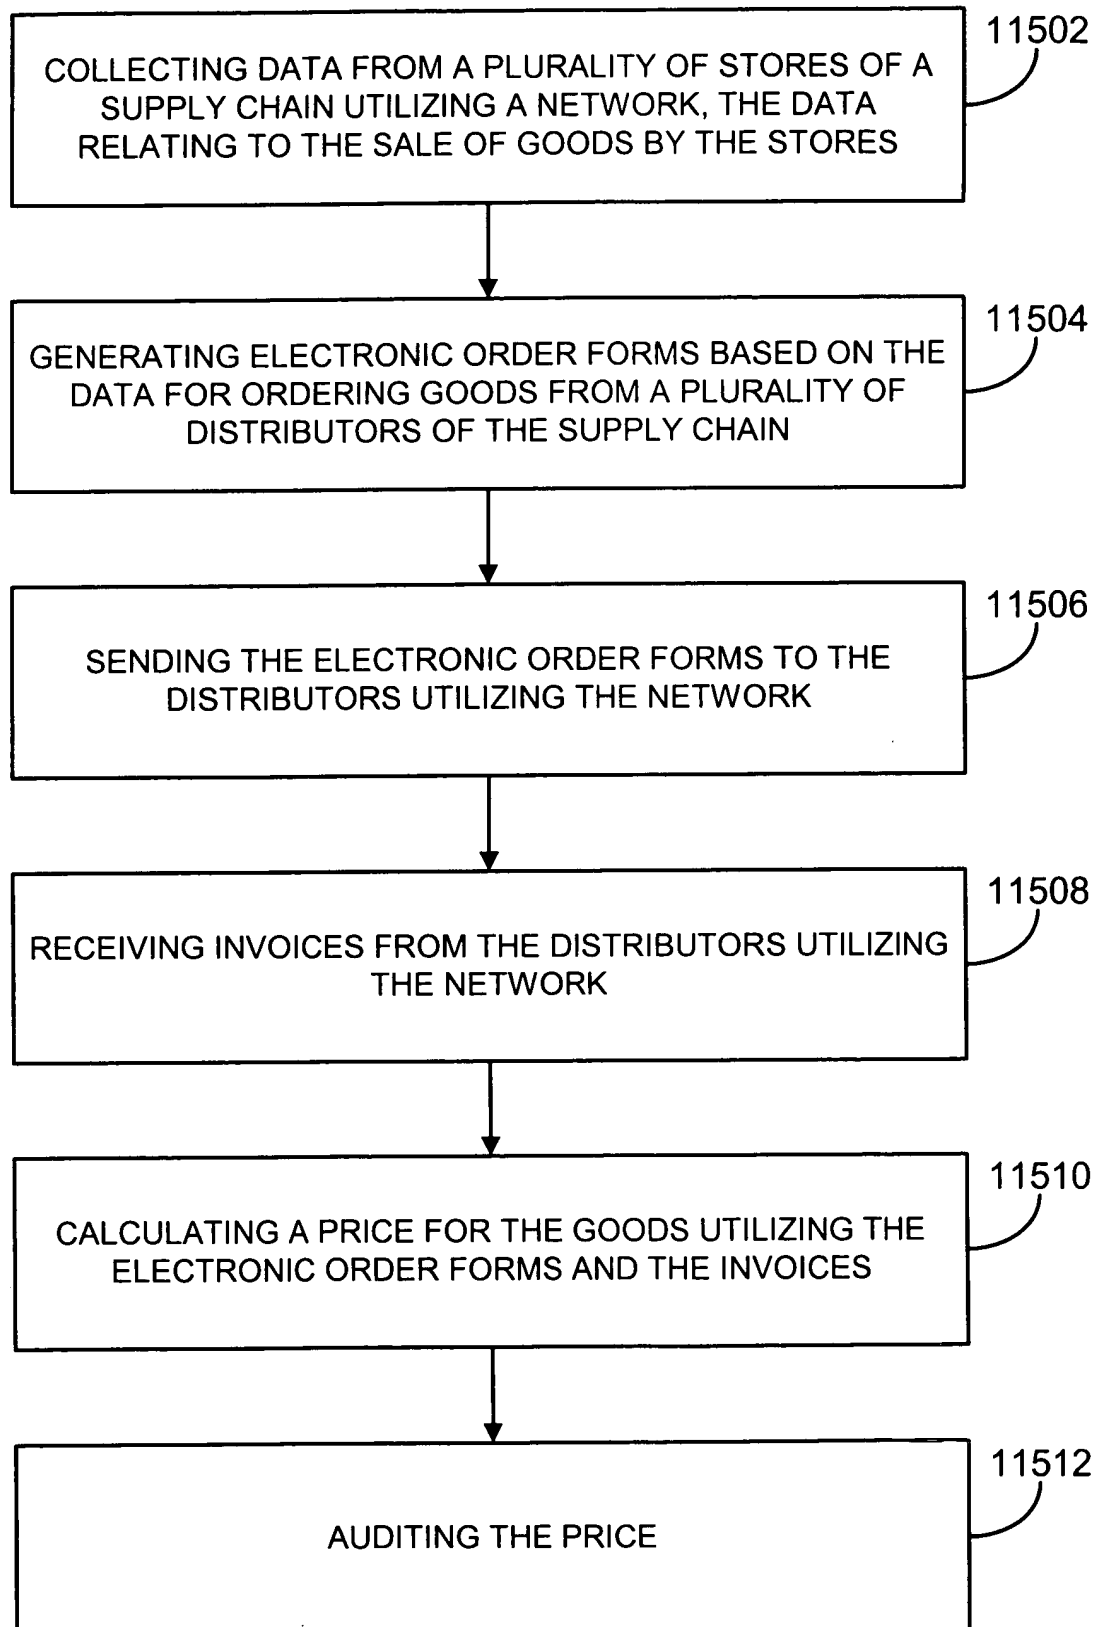 11502
COLLECTING DATA FROM A PLURALITY OF STORES OF A
SUPPLY CHAIN UTILIZING A NETWORK, THE DATA
RELATING TO THE SALE OF GOODS BY THE STORES
11504
GENERATING ELECTRONIC ORDER FORMS BASED ON THE
DATA FOR ORDERING GOODS FROM A PLURALITY OF
DISTRIBUTORS OF THE SUPPLY CHAIN
11506
SENDING THE ELECTRONIC ORDER FORMS TO THE
DISTRIBUTORS UTILIZING THE NETWORK
11508
RECEIVING INVOICES FROM THE DISTRIBUTORS UTILIZING
THE NETWORK
11510
CALCULATING A PRICE FOR THE GOODS UTILIZING THE
ELECTRONIC ORDER FORMS AND THE INVOICES
11512
AUDITING THE PRICE